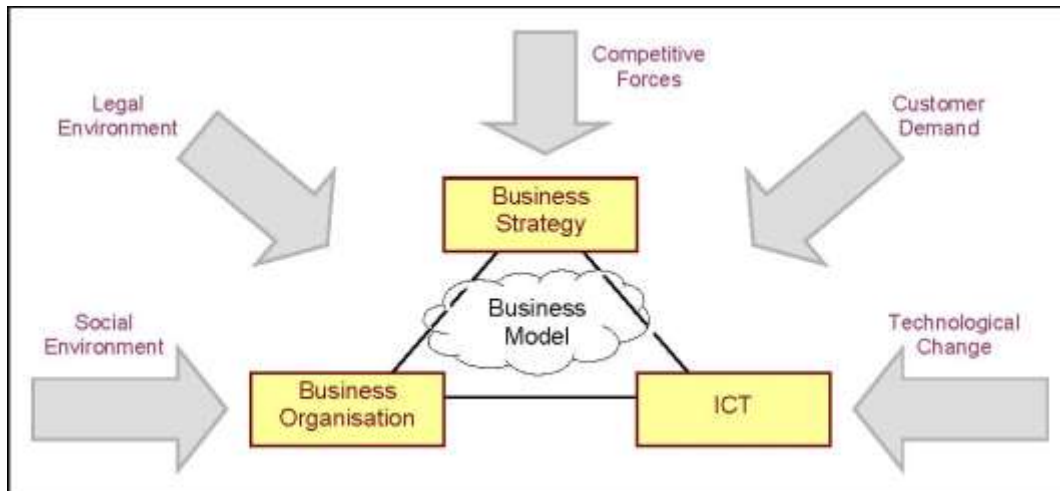 Competitive
Forces
Legal
Environment
Customer
Demand
Business
Strategy
Business
Model
Social
Environment
Technological
Change
Business
Organisation
ICT